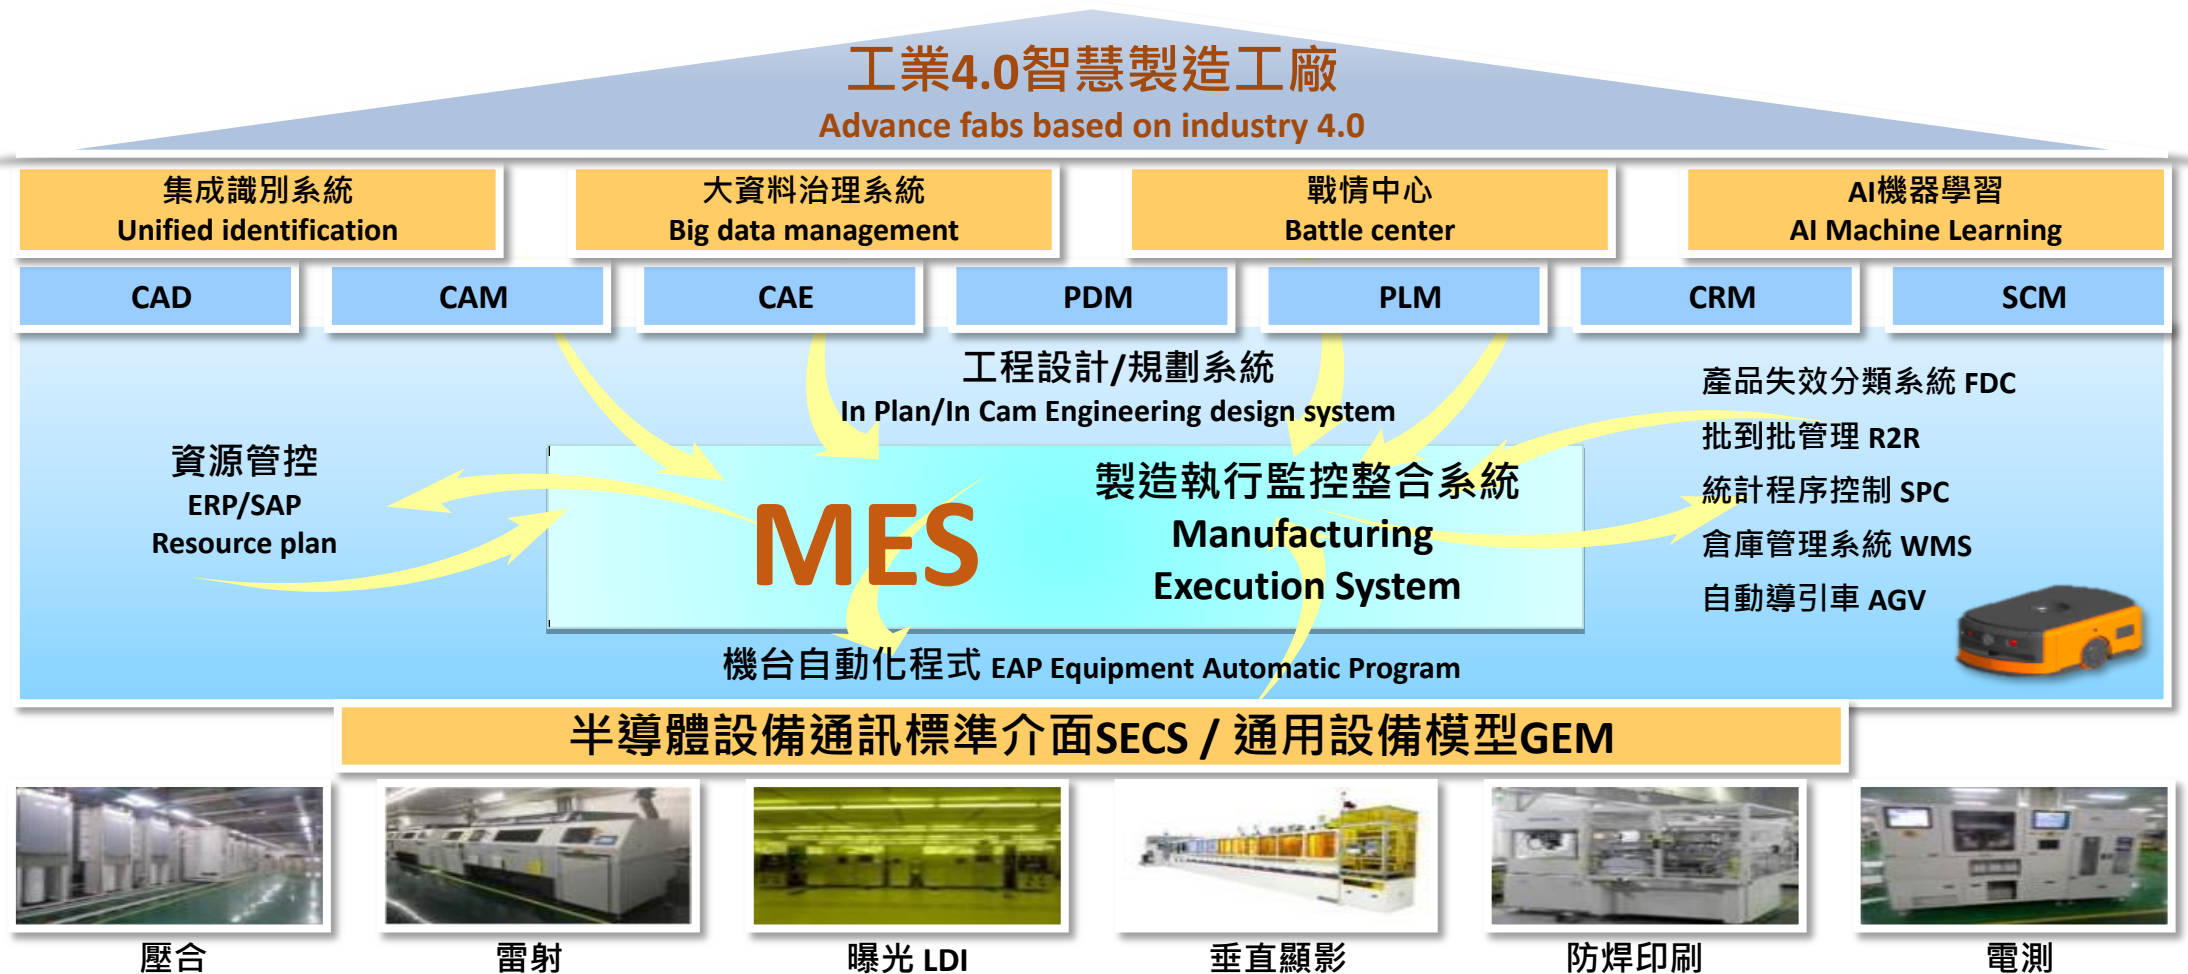 工業4.0智慧製造工廠
Advance fabs based on industry 4.0
集成識別系統
Unified identification
大資料治理系統
Big data management
戰情中心
Battle center
AI機器學習
AI Machine Learning
CAD
CAM
CAE
PDM
PLM
CRM
SCM
工程設計/規劃系統
In Plan/In Cam Engineering design system
資源管控
ERP/SAP
Resource plan
MES
製造執行監控整合系統
Manufacturing
Execution System
產品失效分類系統 FDC
批到批管理 R2R
統計程序控制 SPC
倉庫管理系統 WMS
自動導引車 AGV
機台自動化程式 EAP Equipment Automatic Program
半導體設備通訊標準介面SECS / 通用設備模型GEM
壓合
雷射
曝光 LDI
垂直顯影
防焊印刷
電測